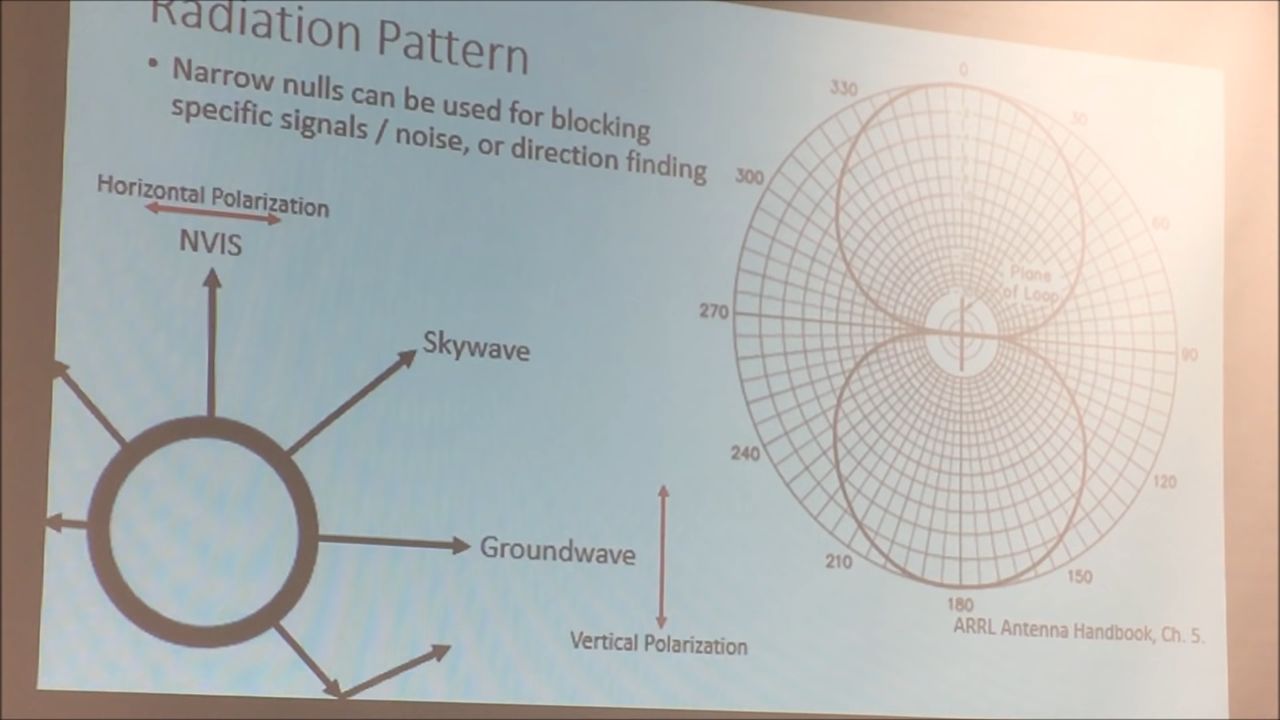 Radiation Pattern
• Narrow nulls can be used for blocking
specific signals / noise, or direction finding
Horizontal Polarization
NVIS
Skywave
Groundwave
Vertical Polarization
0
30
60
90
120
150
180
210
240
270
300
330
Plane
of Loop
ARRL Antenna Handbook, Ch. 5.